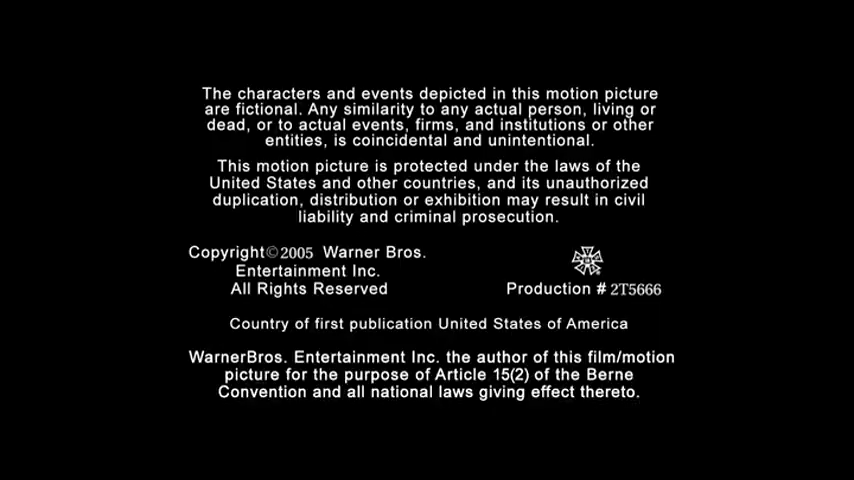 The characters and events depicted in this motion picture
are fictional. Any similarity to any actual person, living or
dead, or to actual events, firms, and institutions or other
entities, is coincidental and unintentional.
This motion picture is protected under the laws of the
United States and other countries, and its unauthorized
duplication, distribution or exhibition may result in civil
liability and criminal prosecution.
Copyright © 2005 Warner Bros.
Entertainment Inc.
All Rights Reserved
Production # 2T5666
Country of first publication United States of America
WarnerBros. Entertainment Inc. the author of this film/motion
picture for the purpose of Article 15(2) of the Berne
Convention and all national laws giving effect thereto.